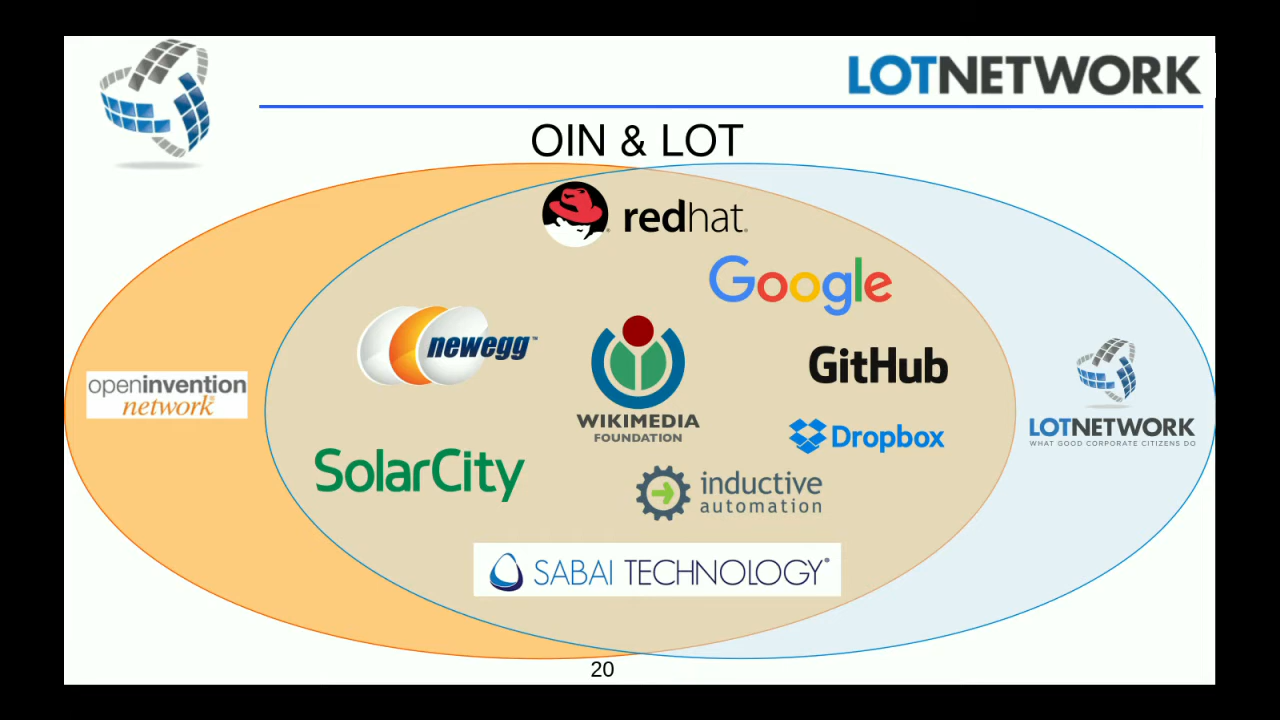 LOTNETWORK
OIN & LOT
redhat.
Google
newegg™
GitHub
WIKIMEDIA
FOUNDATION
openinvention
network®
LOTNETWORK
WHAT GOOD CORPORATE CITIZENS DO
Dropbox
SolarCity
inductive
automation
SABAI TECHNOLOGY®
20